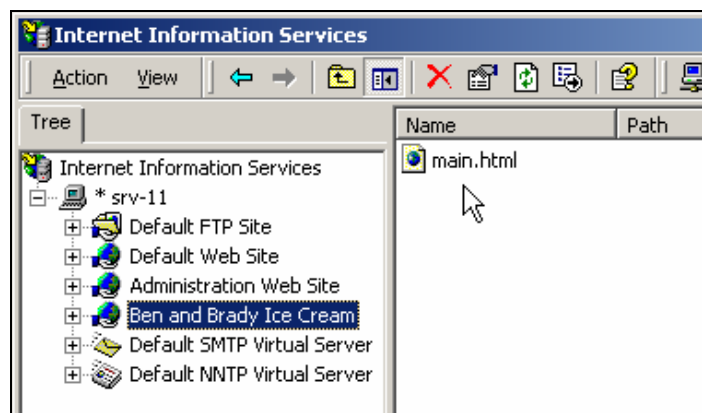 Internet Information Services
Action View
Tree
Name Path
Internet Information Services
main.html
* srv-11
Default FTP Site
Default Web Site
Administration Web Site
Ben and Brady Ice Cream
Default SMTP Virtual Server
Default NNTP Virtual Server